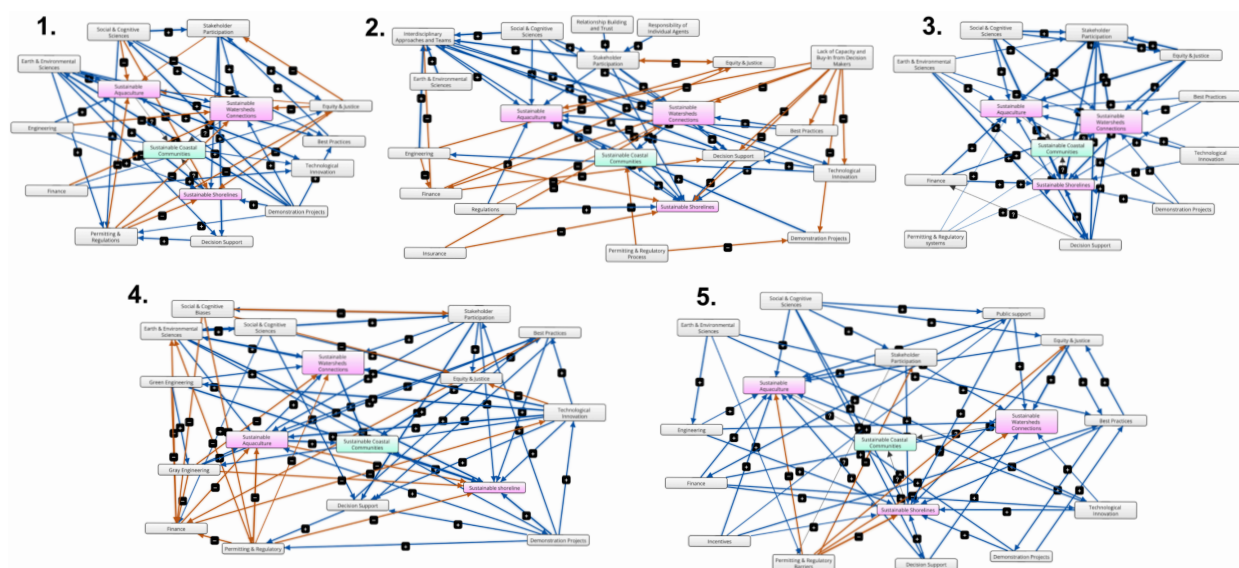 1.
Social & Cognitive
Sciences
Stakeholder
Participation
Earth & Environmental
Sciences
Sustainable
Aquaculture
Sustainable
Watersheds
Connections
Equity & Justice
Engineering
Best Practices
Sustainable Coastal
Communities
Technological
Innovation
Finance
Sustainable Shorelines
Demonstration Projects
Permitting &
Regulations
Decision Support
2.
Interdisciplinary
Approaches and Teams
Social & Cognitive
Sciences
Relationship Building
and Trust
Responsibility of
Individual Agents
Stakeholder
Participation
Equity & Justice
Lack of Capacity and
Buy-In from Decision
Makers
Earth & Environmental
Sciences
Sustainable
Aquaculture
Sustainable
Watersheds
Connections
Best Practices
Engineering
Sustainable Coastal
Communities
Decision Support
Technological
Innovation
Finance
Regulations
Sustainable Shorelines
Demonstration Projects
Insurance
Permitting & Regulatory
Process
3.
Social & Cognitive
Sciences
Stakeholder
Participation
Equity & Justice
Earth & Environmental
Sciences
Best Practices
Sustainable
Aquaculture
Sustainable
Watersheds
Connections
Sustainable Coastal
Communities
Technological
Innovation
Finance
Sustainable Shorelines
Demonstration Projects
Permitting & Regulatory
systems
Decision Support
4.
Social & Cognitive
Biases
Earth & Environmental
Sciences
Social & Cognitive
Sciences
Stakeholder
Participation
Best Practices
Sustainable
Watersheds
Connections
Green Engineering
Equity & Justice
Technological
Innovation
Sustainable
Aquaculture
Sustainable Coastal
Communities
Gray Engineering
Sustainable shoreline
Decision Support
Finance
Permitting & Regulatory
Demonstration Projects
5.
Social & Cognitive
Sciences
Public support
Earth & Environmental
Sciences
Equity & Justice
Stakeholder
Participation
Sustainable
Aquaculture
Sustainable
Watersheds
Connections
Best Practices
Engineering
Sustainable Coastal
Communities
Finance
Sustainable Shorelines
Technological
Innovation
Incentives
Permitting & Regulatory
Barriers
Decision Support
Demonstration Projects